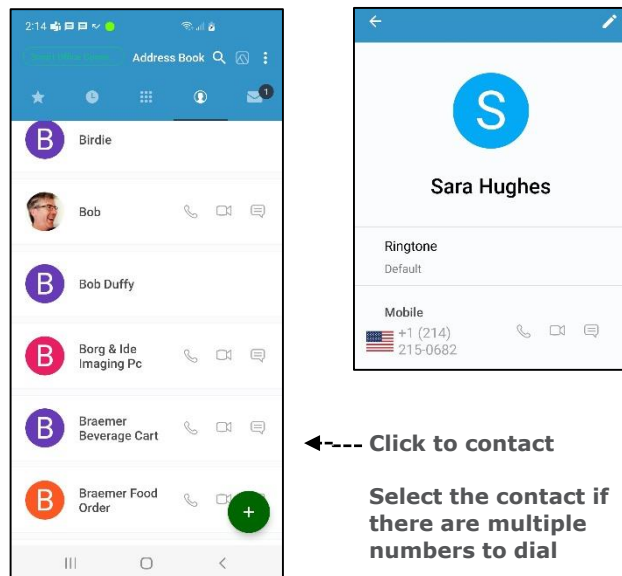 2:14
Address Book
1
B
Birdie
Bob
B
Bob Duffy
B
Borg & Ide
Imaging Pc
B
Braemer
Beverage Cart
B
Braemer Food
Order
+
S
Sara Hughes
Ringtone
Default
Mobile
+1 (214)
215-0682
Click to contact
Select the contact if
there are multiple
numbers to dial